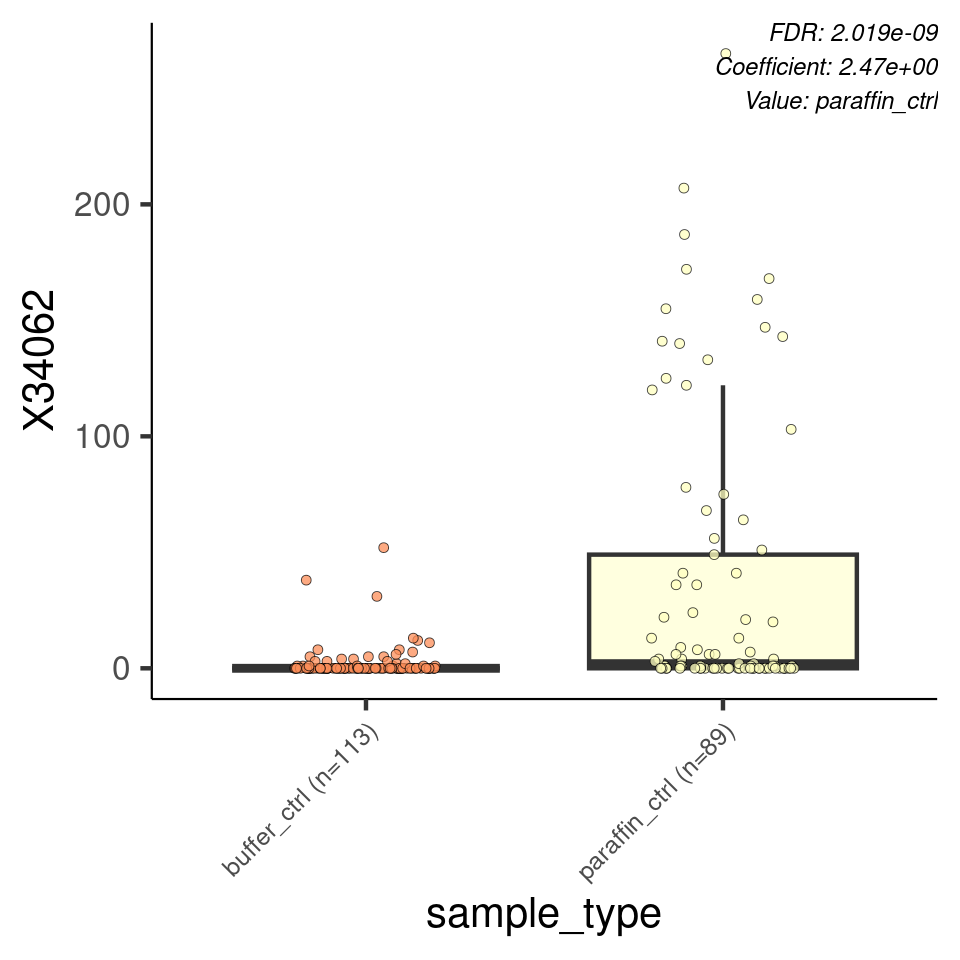 FDR: 2.019e-09
Coefficient: 2.47e+00
Value: paraffin_ctrl
200
100
0
X34062
buffer_ctrl (n=113)
paraffin_ctrl (n=89)
sample_type